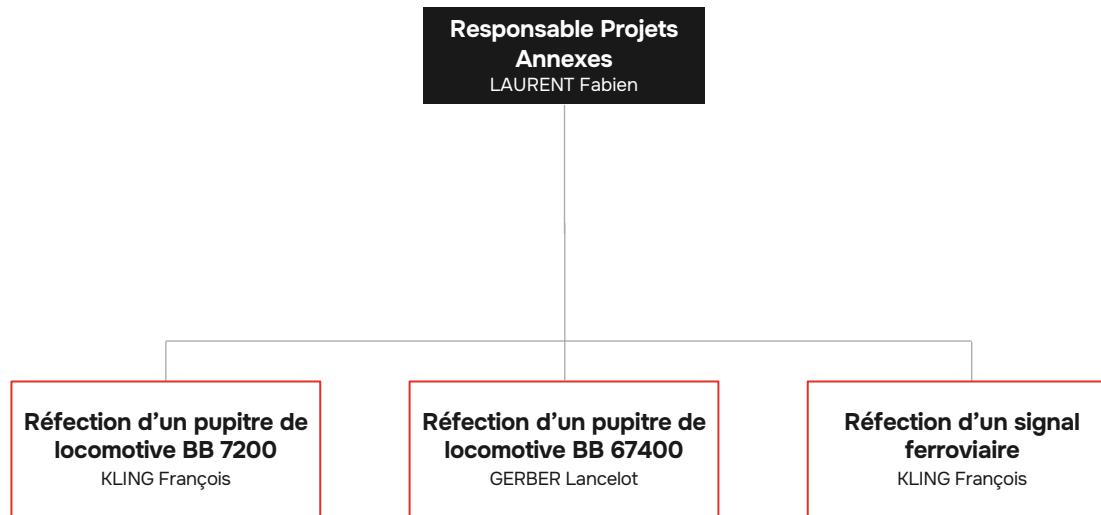 Responsable Projets
Annexes
LAURENT Fabien
Réfection d’un pupitre de
locomotive BB 7200
KLING François
Réfection d’un pupitre de
locomotive BB 67400
GERBER Lancelot
Réfection d’un signal
ferroviaire
KLING François